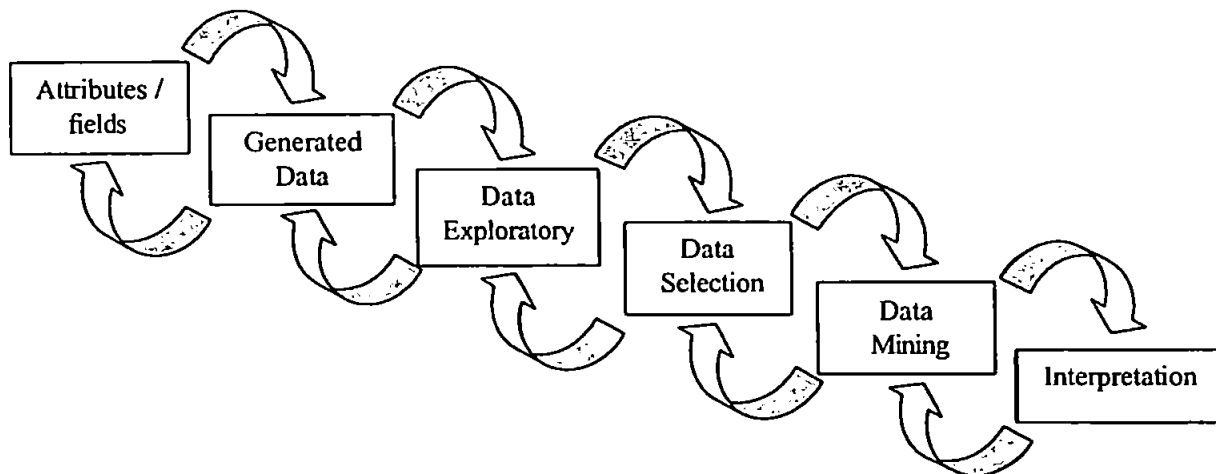 Attributes /
fields
Generated
Data
Data
Exploratory
Data
Selection
Data
Mining
Interpretation